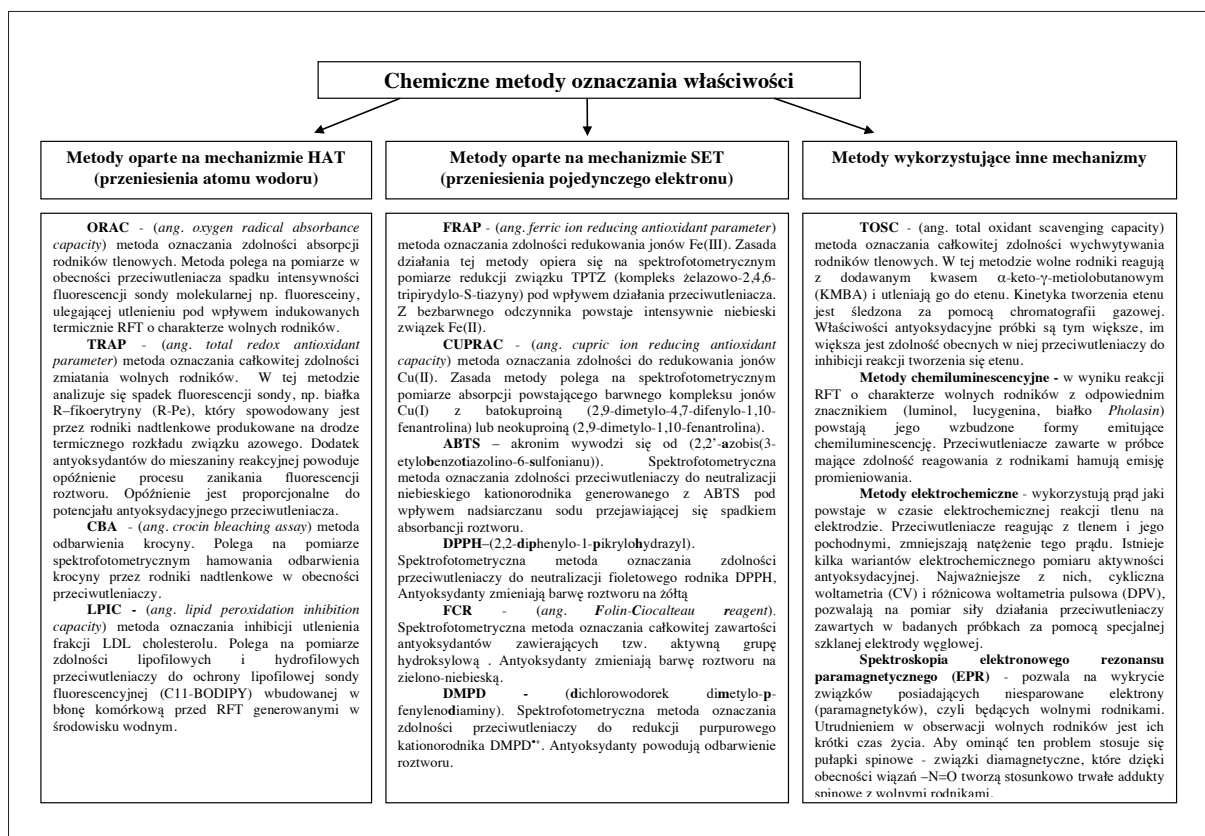 Chemiczne metody oznaczania właściwości
Metody oparte na mechanizmie HAT
(przeniesienia atomu wodoru)
Metody oparte na mechanizmie SET
(przeniesienia pojedynczego elektronu)
Metody wykorzystujące inne mechanizmy
ORAC - (ang. oxygen radical absorbance
capacity) metoda oznaczania zdolności absorpcji
rodników tlenowych. Metoda polega na pomiarze w
obecności przeciwutleniacza spadku intensywności
fluorescencji sondy molekularnej np. fluoresceiny,
ulegającej utlenieniu pod wpływem indukowanych
termicznie RFT o charakterze wolnych rodników.
TRAP - (ang. total redox antioxidant
parameter) metoda oznaczania całkowitej zdolności
zmiatania wolnych rodników. W tej metodzie
analizuje się spadek fluorescencji sondy, np. białka
R–fikoerytryny (R-Pe), który spowodowany jest
przez rodniki nadtlenkowe produkowane na drodze
termicznego rozkładu związku azowego. Dodatek
antyoksydantów do mieszaniny reakcyjnej powoduje
opóźnienie procesu zanikania fluorescencji
roztworu. Opóźnienie jest proporcjonalne do
potencjału antyoksydacyjnego przeciwutleniacza.
CBA - (ang. crocin bleaching assay) metoda
odbarwienia krocyny. Polega na pomiarze
spektrofotometrycznym hamowania odbarwienia
krocyny przez rodniki nadtlenkowe w obecności
przeciwutleniaczy.
LPIC - (ang. lipid peroxidation inhibition
capacity) metoda oznaczania inhibicji utlenienia
frakcji LDL cholesterolu. Polega na pomiarze
zdolności lipofilowych i hydrofilowych
przeciwutleniaczy do ochrony lipofilowej sondy
fluorescencyjnej (C11-BODIPY) wbudowanej w
błonę komórkową przed RFT generowanymi w
środowisku wodnym.
FRAP - (ang. ferric ion reducing antioxidant parameter)
metoda oznaczania zdolności redukowania jonów Fe(III). Zasada
działania tej metody opiera się na spektrofotometrycznym
pomiarze redukcji związku TPTZ (kompleks żelazowo-2,4,6-
tripirydylo-S-tiazyny) pod wpływem działania przeciwutleniacza.
Z bezbarwnego odczynnika powstaje intensywnie niebieski
związek Fe(II).
CUPRAC - (ang. cupric ion reducing antioxidant
capacity) metoda oznaczania zdolności do redukowania jonów
Cu(II). Zasada metody polega na spektrofotometrycznym
pomiarze absorpcji powstającego barwnego kompleksu jonów
Cu(I) z batokuproiną (2,9-dimetylo-4,7-difenylo-1,10-
fenantrolina) lub neokuproiną (2,9-dimetylo-1,10-fenantrolina).
ABTS – akronim wywodzi się od (2,2’-azobis(3-
etylobenzotiazolino-6-sulfonianu)). Spektrofotometryczna
metoda oznaczania zdolności przeciwutleniaczy do neutralizacji
niebieskiego kationorodnika generowanego z ABTS pod
wpływem nadsiarczanu sodu przejawiającej się spadkiem
absorbancji roztworu.
DPPH–(2,2-diphenylo-1-pikrylohydrazyl).
Spektrofotometryczna metoda oznaczania zdolności
przeciwutleniaczy do neutralizacji fioletowego rodnika DPPH,
Antyoksydanty zmieniają barwę roztworu na żółtą
FCR - (ang. Folin-Ciocalteau reagent).
Spektrofotometryczna metoda oznaczania całkowitej zawartości
antyoksydantów zawierających tzw. aktywną grupę
hydroksylową . Antyoksydanty zmieniają barwę roztworu na
zielono-niebieską.
DMPD - (dichlorowodorek dimetylo-p-
fenylenodiaminy). Spektrofotometryczna metoda oznaczania
zdolności przeciwutleniaczy do redukcji purpurowego
kationorodnika DMPD•+. Antyoksydanty powodują odbarwienie
roztworu.
TOSC - (ang. total oxidant scavenging capacity)
metoda oznaczania całkowitej zdolności wychwytywania
rodników tlenowych. W tej metodzie wolne rodniki reagują
z dodawanym kwasem α-keto-γ-metiolobutanowym
(KMBA) i utleniają go do etenu. Kinetyka tworzenia etenu
jest śledzona za pomocą chromatografii gazowej.
Właściwości antyoksydacyjne próbki są tym większe, im
większa jest zdolność obecnych w niej przeciwutleniaczy do
inhibicji reakcji tworzenia się etenu.
Metody chemiluminescencyjne - w wyniku reakcji
RFT o charakterze wolnych rodników z odpowiednim
znacznikiem (luminol, lucygenina, białko Pholasin)
powstają jego wzbudzone formy emitujące
chemiluminescencję. Przeciwutleniacze zawarte w próbce
mające zdolność reagowania z rodnikami hamują emisję
promieniowania.
Metody elektrochemiczne - wykorzystują prąd jaki
powstaje w czasie elektrochemicznej reakcji tlenu na
elektrodzie. Przeciwutleniacze reagując z tlenem i jego
pochodnymi, zmniejszają natężenie tego prądu. Istnieje
kilka wariantów elektrochemicznego pomiaru aktywności
antyoksydacyjnej. Najważniejsze z nich, cykliczna
woltametria (CV) i różnicowa woltametria pulsowa (DPV),
pozwalają na pomiar siły działania przeciwutleniaczy
zawartych w badanych próbkach za pomocą specjalnej
szklanej elektrody węglowej.
Spektroskopia elektronowego rezonansu
paramagnetycznego (EPR) - pozwala na wykrycie
związków posiadających niesparowane elektrony
(paramagnetyków), czyli będących wolnymi rodnikami.
Utrudnieniem w obserwacji wolnych rodników jest ich
krótki czas życia. Aby ominąć ten problem stosuje się
pułapki spinowe - związki diamagnetyczne, które dzięki
obecności wiązań –N=O tworzą stosunkowo trwałe addukty
spinowe z wolnymi rodnikami.